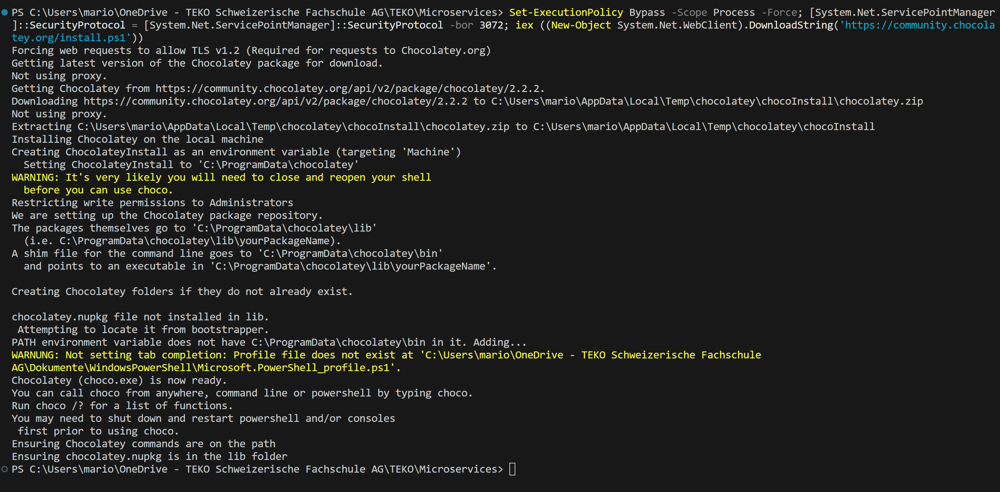 PS C:\Users\mario\OneDrive - TEKO Schweizerische Fachschule AG\TEKO\Microservices> Set-ExecutionPolicy Bypass -Scope Process -Force; [System.Net.ServicePointManager
]::SecurityProtocol = [System.Net.ServicePointManager]::SecurityProtocol -bor 3072; iex ((New-Object System.Net.WebClient).DownloadString('https://community.chocola
tey.org/install.ps1'))
Forcing web requests to allow TLS v1.2 (Required for requests to Chocolatey.org)
Getting latest version of the Chocolatey package for download.
Not using proxy.
Getting Chocolatey from https://community.chocolatey.org/api/v2/package/chocolatey/2.2.2.
Downloading https://community.chocolatey.org/api/v2/package/chocolatey/2.2.2 to C:\Users\mario\AppData\Local\Temp\chocolatey\chocoInstall\chocolatey.zip
Not using proxy.
Extracting C:\Users\mario\AppData\Local\Temp\chocolatey\chocoInstall\chocolatey.zip to C:\Users\mario\AppData\Local\Temp\chocolatey\chocoInstall
Installing Chocolatey on the local machine
Creating ChocolateyInstall as an environment variable (targeting 'Machine')
  Setting ChocolateyInstall to 'C:\ProgramData\chocolatey'
WARNING: It's very likely you will need to close and reopen your shell
  before you can use choco.
Restricting write permissions to Administrators
We are setting up the Chocolatey package repository.
The packages themselves go to 'C:\ProgramData\chocolatey\lib'
  (i.e. C:\ProgramData\chocolatey\lib\yourPackageName).
A shim file for the command line goes to 'C:\ProgramData\chocolatey\bin'
  and points to an executable in 'C:\ProgramData\chocolatey\lib\yourPackageName'.

Creating Chocolatey folders if they do not already exist.

chocolatey.nupkg file not installed in lib.
 Attempting to locate it from bootstrapper.
PATH environment variable does not have C:\ProgramData\chocolatey\bin in it. Adding...
WARNUNG: Not setting tab completion: Profile file does not exist at 'C:\Users\mario\OneDrive - TEKO Schweizerische Fachschule
AG\Dokumente\WindowsPowerShell\Microsoft.PowerShell_profile.ps1'.
Chocolatey (choco.exe) is now ready.
You can call choco from anywhere, command line or powershell by typing choco.
Run choco /? for a list of functions.
You may need to shut down and restart powershell and/or consoles
 first prior to using choco.
Ensuring Chocolatey commands are on the path
Ensuring chocolatey.nupkg is in the lib folder
PS C:\Users\mario\OneDrive - TEKO Schweizerische Fachschule AG\TEKO\Microservices>